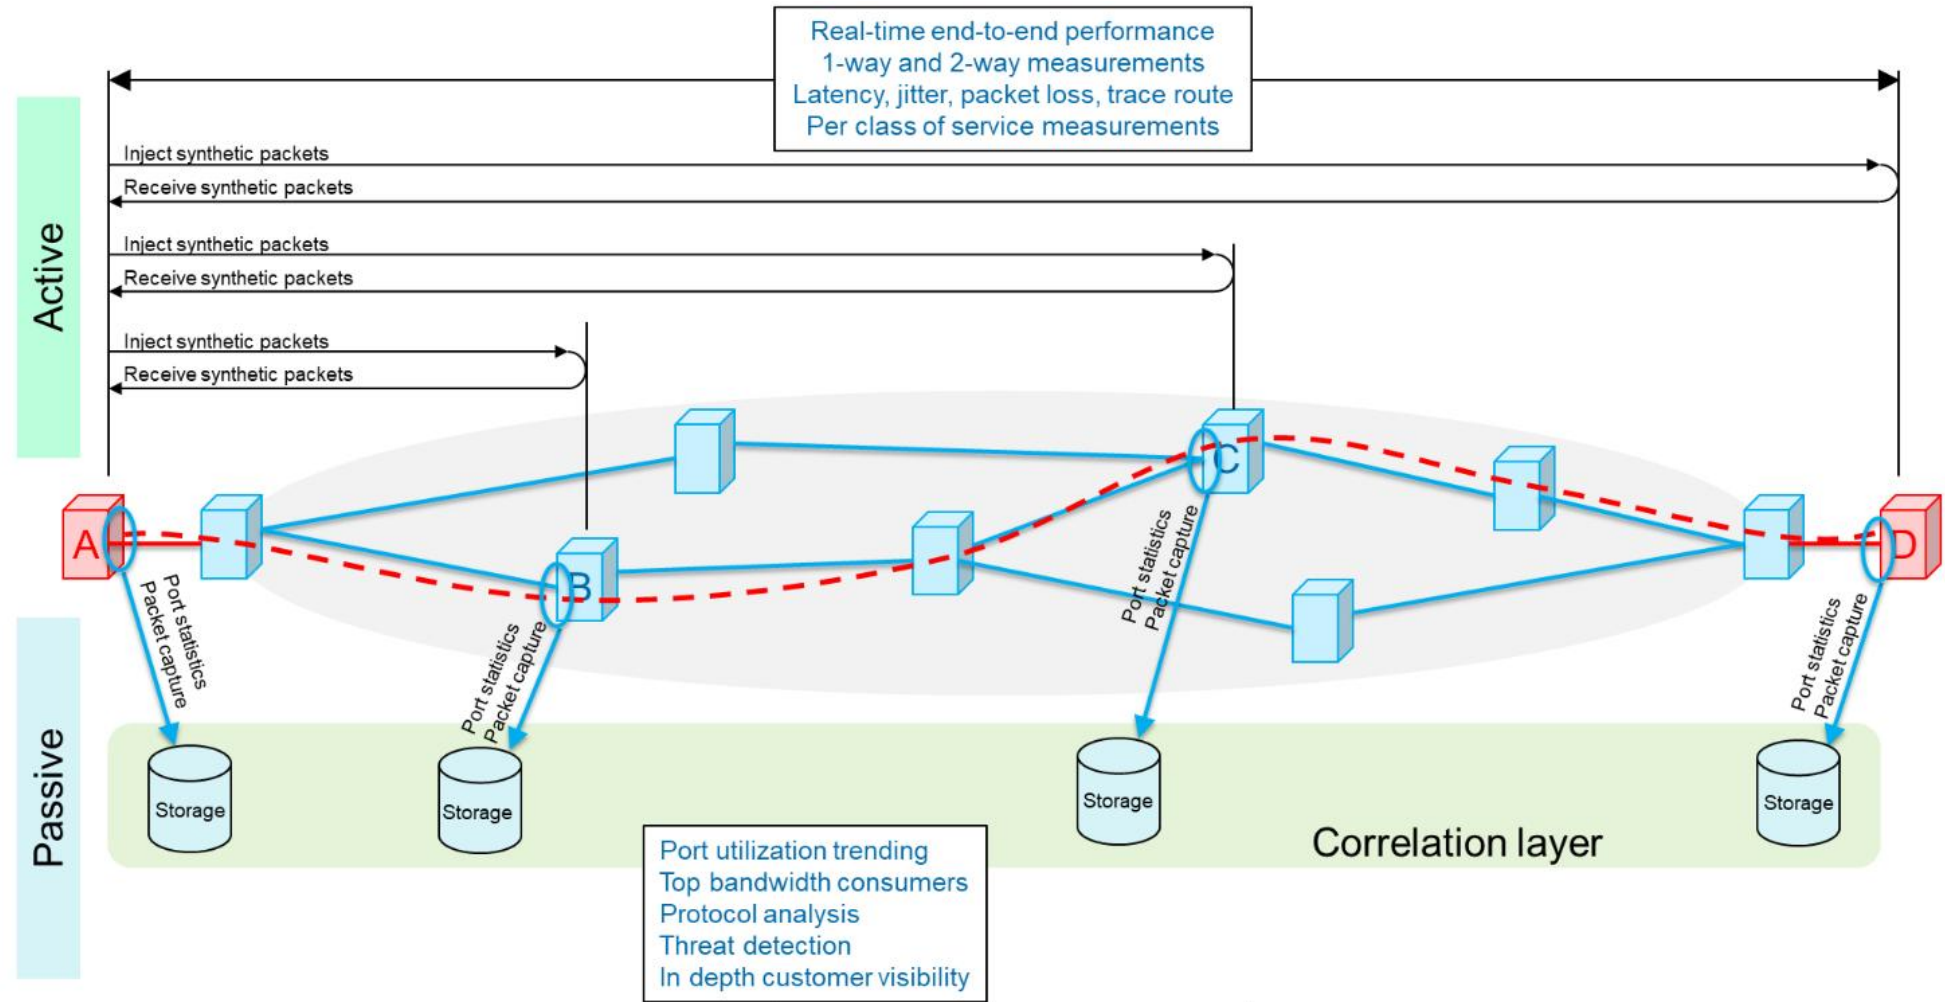 Real-time end-to-end performance
1-way and 2-way measurements
Latency, jitter, packet loss, trace route
Per class of service measurements
Active
Inject synthetic packets
Receive synthetic packets
Inject synthetic packets
Receive synthetic packets
Inject synthetic packets
Receive synthetic packets
A
B
C
D
Port statistics
Packet capture
Port statistics
Packet capture
Port statistics
Packet capture
Port statistics
Packet capture
Passive
Storage
Storage
Storage
Storage
Correlation layer
Port utilization trending
Top bandwidth consumers
Protocol analysis
Threat detection
In depth customer visibility